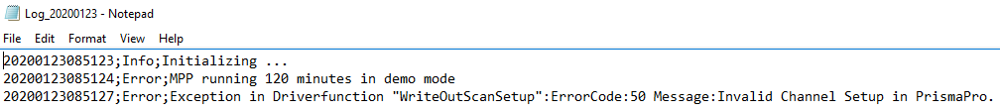 Log_20200123 - Notepad
File Edit Format View Help
20200123085123;Info;Initializing ...
20200123085124;Error;MPP running 120 minutes in demo mode
20200123085127;Error;Exception in Driverfunction "WriteOutScanSetup":ErrorCode:50 Message:Invalid Channel Setup in PrismaPro.